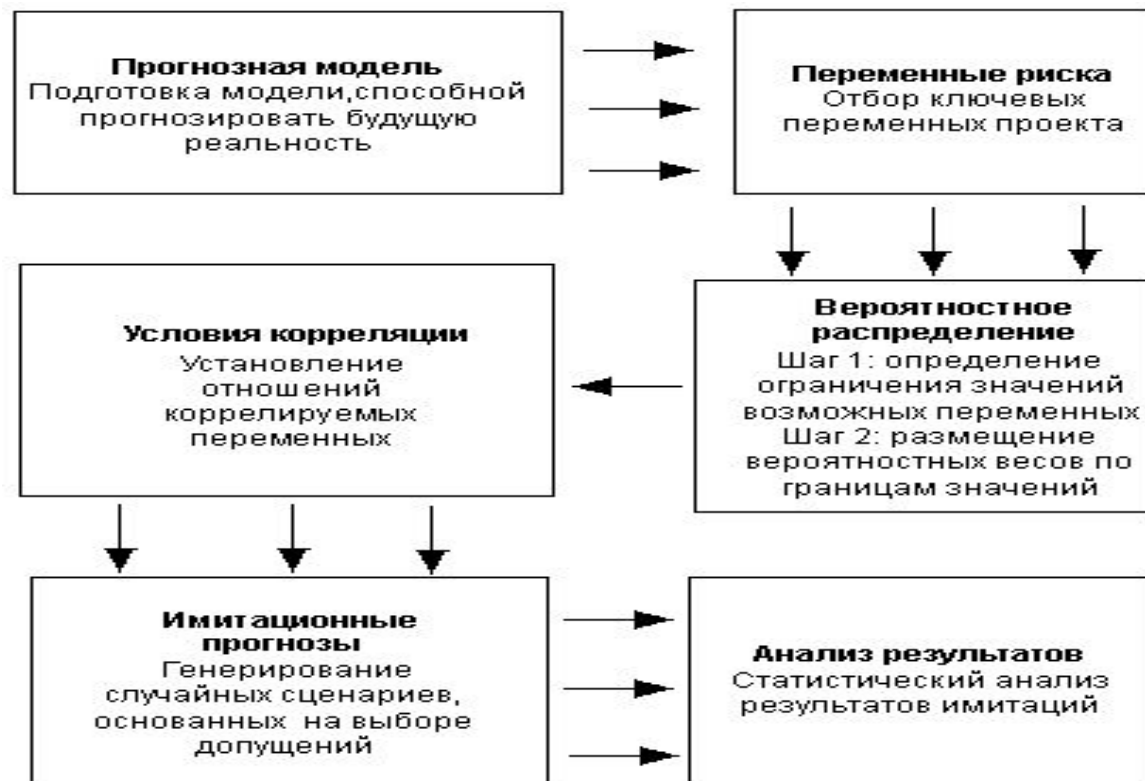 Прогнозная модель
Подготовка модели,способной
прогнозировать будущую
реальность
Переменные риска
Отбор ключевых
переменных проекта
Вероятностное
распределение
Шаг 1: определение
ограничения значений
возможных переменных
Шаг 2: размещение
вероятностных весов по
границам значений
Условия корреляции
Установление
отношений
коррелируемых
переменных
Имитационные
прогнозы
Генерирование
случайных сценариев,
основанных на выборе
допущений
Анализ результатов
Статистический анализ
результатов имитаций